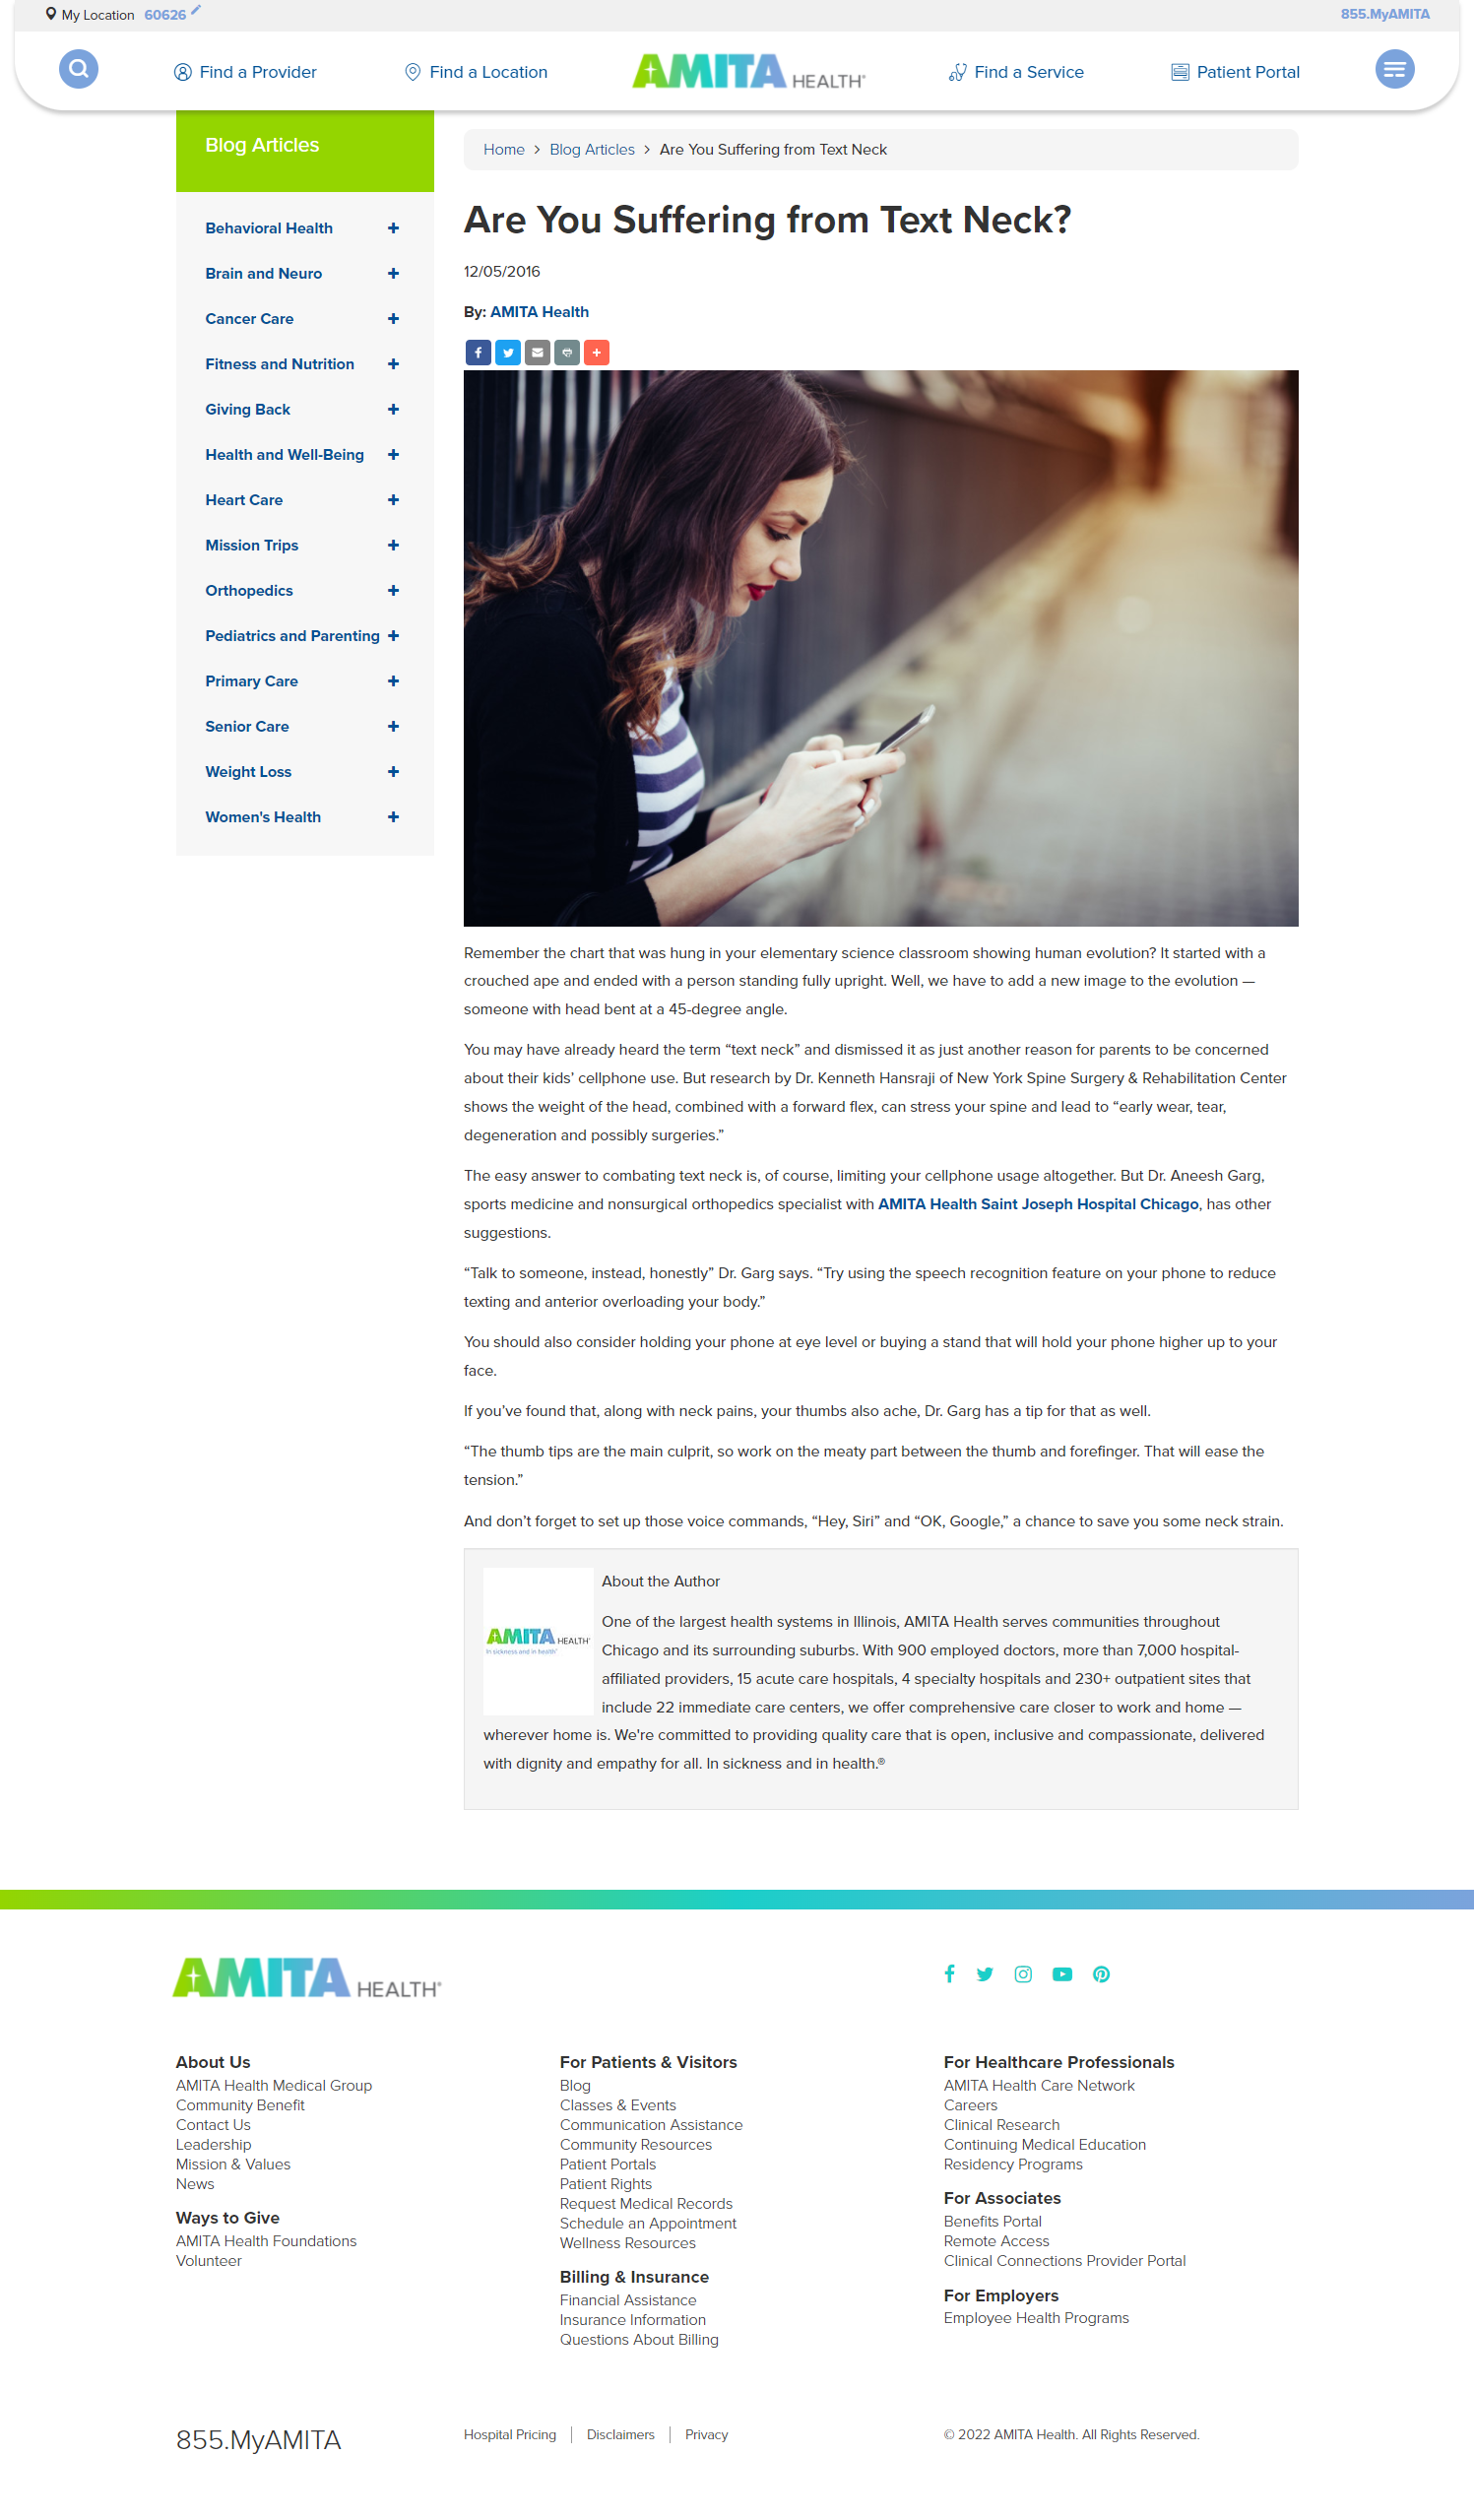 My Location 60626
855.MyAMITA
Find a Provider
Find a Location
AMITA HEALTH®
Find a Service
Patient Portal
Blog Articles
Behavioral Health
Brain and Neuro
Cancer Care
Fitness and Nutrition
Giving Back
Health and Well-Being
Heart Care
Mission Trips
Orthopedics
Pediatrics and Parenting
Primary Care
Senior Care
Weight Loss
Women's Health
Home > Blog Articles > Are You Suffering from Text Neck
Are You Suffering from Text Neck?
12/05/2016
By: AMITA Health
Remember the chart that was hung in your elementary science classroom showing human evolution? It started with a
crouched ape and ended with a person standing fully upright. Well, we have to add a new image to the evolution —
someone with head bent at a 45-degree angle.
You may have already heard the term “text neck” and dismissed it as just another reason for parents to be concerned
about their kids’ cellphone use. But research by Dr. Kenneth Hansraji of New York Spine Surgery & Rehabilitation Center
shows the weight of the head, combined with a forward flex, can stress your spine and lead to “early wear, tear,
degeneration and possibly surgeries.”
The easy answer to combating text neck is, of course, limiting your cellphone usage altogether. But Dr. Aneesh Garg,
sports medicine and nonsurgical orthopedics specialist with AMITA Health Saint Joseph Hospital Chicago, has other
suggestions.
“Talk to someone, instead, honestly” Dr. Garg says. “Try using the speech recognition feature on your phone to reduce
texting and anterior overloading your body.”
You should also consider holding your phone at eye level or buying a stand that will hold your phone higher up to your
face.
If you’ve found that, along with neck pains, your thumbs also ache, Dr. Garg has a tip for that as well.
“The thumb tips are the main culprit, so work on the meaty part between the thumb and forefinger. That will ease the
tension.”
And don’t forget to set up those voice commands, “Hey, Siri” and “OK, Google,” a chance to save you some neck strain.
AMITA HEALTH®
In sickness and in health®
About the Author
One of the largest health systems in Illinois, AMITA Health serves communities throughout
Chicago and its surrounding suburbs. With 900 employed doctors, more than 7,000 hospital-
affiliated providers, 15 acute care hospitals, 4 specialty hospitals and 230+ outpatient sites that
include 22 immediate care centers, we offer comprehensive care closer to work and home —
wherever home is. We're committed to providing quality care that is open, inclusive and compassionate, delivered
with dignity and empathy for all. In sickness and in health.®
AMITA HEALTH®
About Us
AMITA Health Medical Group
Community Benefit
Contact Us
Leadership
Mission & Values
News
Ways to Give
AMITA Health Foundations
Volunteer
For Patients & Visitors
Blog
Classes & Events
Communication Assistance
Community Resources
Patient Portals
Patient Rights
Request Medical Records
Schedule an Appointment
Wellness Resources
Billing & Insurance
Financial Assistance
Insurance Information
Questions About Billing
For Healthcare Professionals
AMITA Health Care Network
Careers
Clinical Research
Continuing Medical Education
Residency Programs
For Associates
Benefits Portal
Remote Access
Clinical Connections Provider Portal
For Employers
Employee Health Programs
855.MyAMITA
Hospital Pricing | Disclaimers | Privacy
© 2022 AMITA Health. All Rights Reserved.